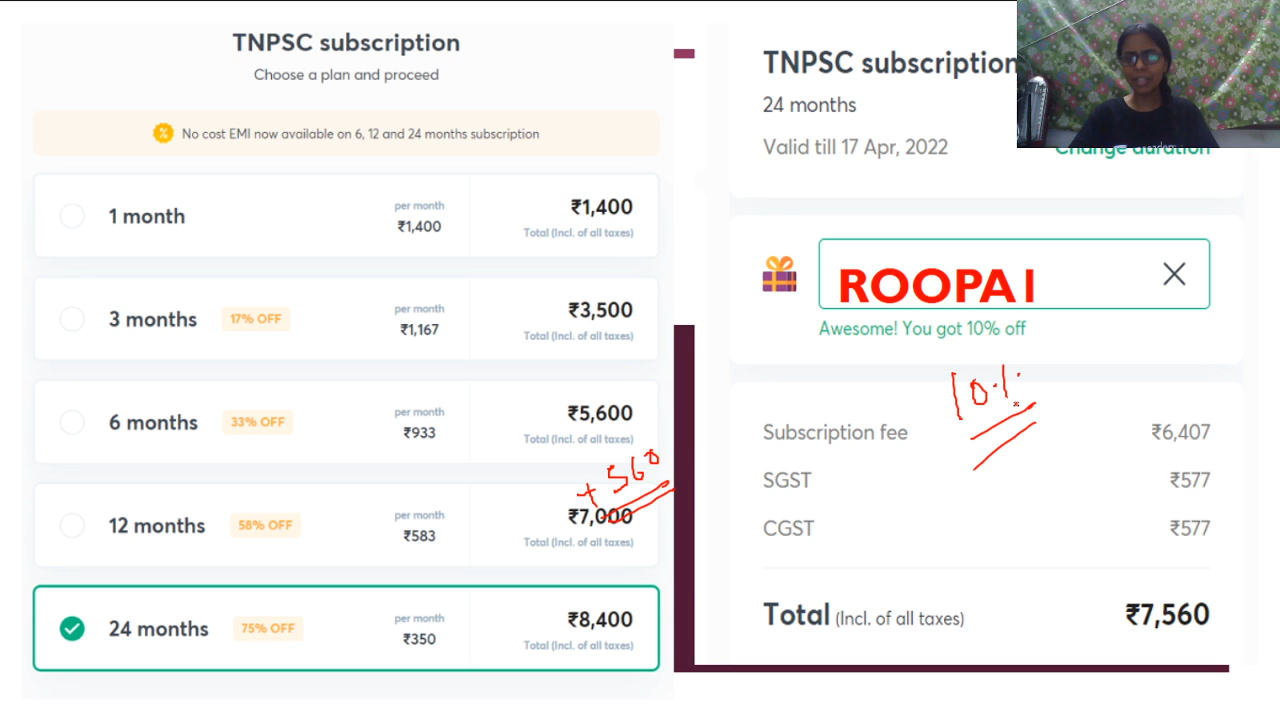 TNPSC subscription
Choose a plan and proceed
No cost EMI now available on 6, 12 and 24 months subscription
1 month
per month
₹1,400
₹1,400
Total (Incl. of all taxes)
3 months
17% OFF
per month
₹1,167
₹3,500
Total (Incl. of all taxes)
6 months
33% OFF
per month
₹933
₹5,600
Total (Incl. of all taxes)
+560
12 months
58% OFF
per month
₹583
₹7,000
Total (Incl. of all taxes)
24 months
75% OFF
per month
₹350
₹8,400
Total (Incl. of all taxes)
TNPSC subscription
24 months
Valid till 17 Apr, 2022
Change duration
ROOPA1
Awesome! You got 10% off
10%
Subscription fee ₹6,407
SGST ₹577
CGST ₹577
Total (Incl. of all taxes) ₹7,560